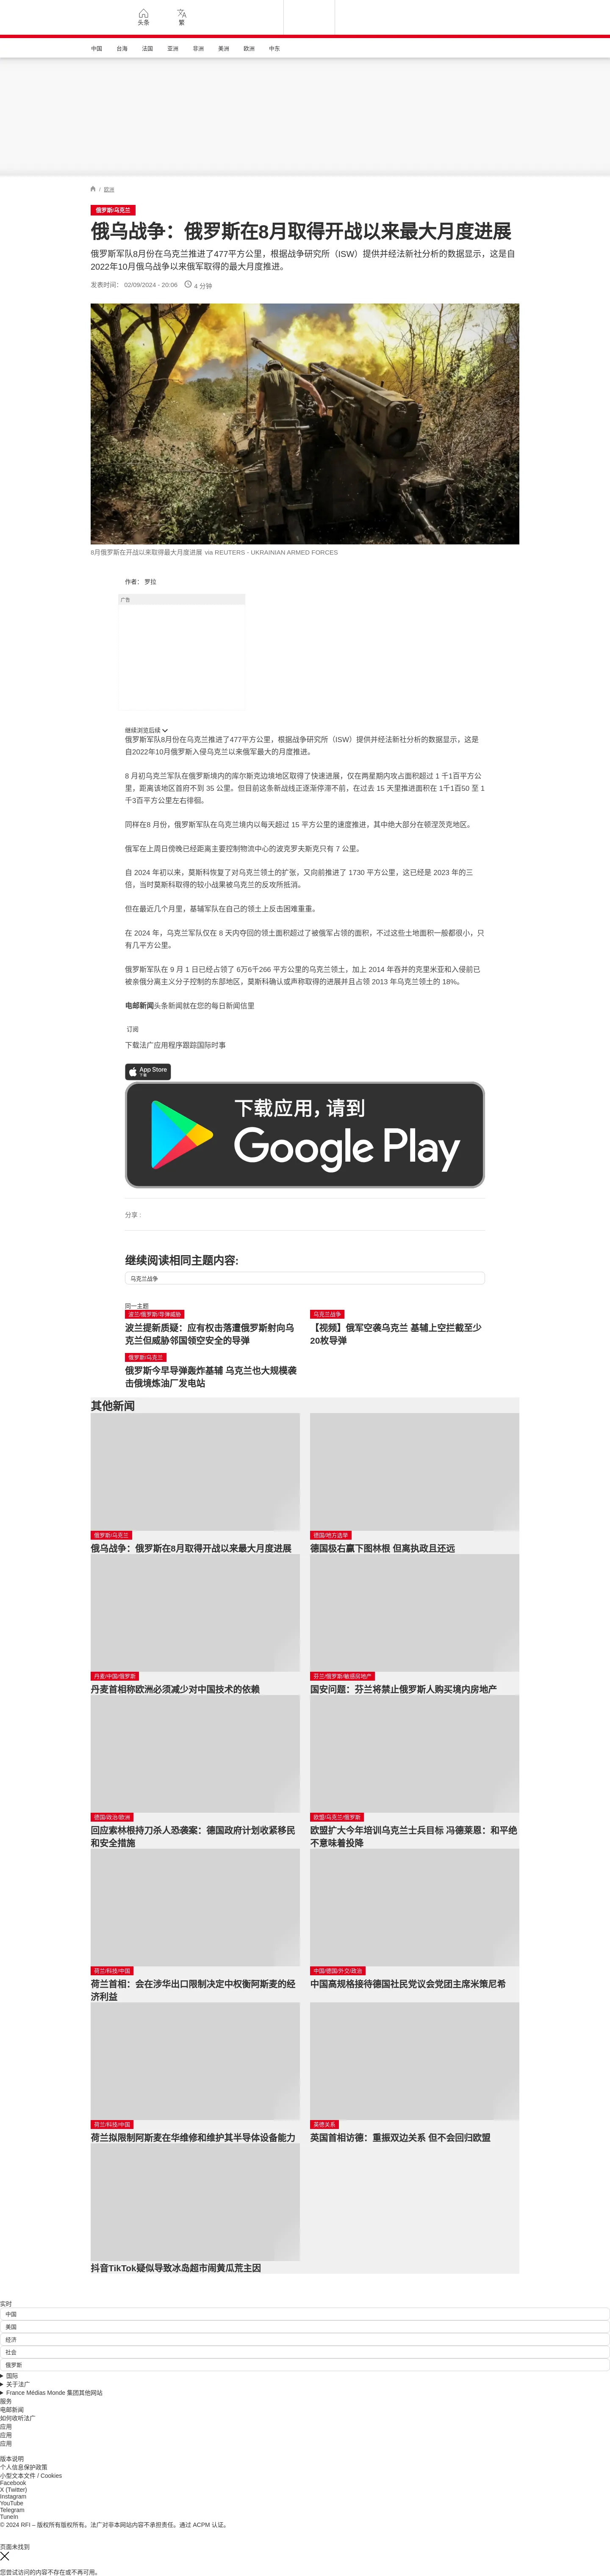 头条
繁
中国 台海 法国 亚洲 非洲 美洲 欧洲 中东
/ 欧洲
俄罗斯/乌克兰
俄乌战争：俄罗斯在8月取得开战以来最大月度进展
俄罗斯军队8月份在乌克兰推进了477平方公里，根据战争研究所（ISW）提供并经法新社分析的数据显示，这是自
2022年10月俄乌战争以来俄军取得的最大月度推进。
发表时间： 02/09/2024 - 20:06 4 分钟
8月俄罗斯在开战以来取得最大月度进展 via REUTERS - UKRAINIAN ARMED FORCES
作者： 罗拉
广告
继续浏览后续
俄罗斯军队8月份在乌克兰推进了477平方公里，根据战争研究所（ISW）提供并经法新社分析的数据显示，这是
自2022年10月俄罗斯入侵乌克兰以来俄军最大的月度推进。
8 月初乌克兰军队在俄罗斯境内的库尔斯克边境地区取得了快速进展，仅在两星期内攻占面积超过 1 千1百平方公
里，距离该地区首府不到 35 公里。但目前这条新战线正逐渐停滞不前，在过去 15 天里推进面积在 1千1百50 至 1
千3百平方公里左右徘徊。
同样在8 月份，俄罗斯军队在乌克兰境内以每天超过 15 平方公里的速度推进，其中绝大部分在顿涅茨克地区。
俄军在上周日傍晚已经距离主要控制物流中心的波克罗夫斯克只有 7 公里。
自 2024 年初以来，莫斯科恢复了对乌克兰领土的扩张，又向前推进了 1730 平方公里，这已经是 2023 年的三
倍，当时莫斯科取得的较小战果被乌克兰的反攻所抵消。
但在最近几个月里，基辅军队在自己的领土上反击困难重重。
在 2024 年，乌克兰军队仅在 8 天内夺回的领土面积超过了被俄军占领的面积，不过这些土地面积一般都很小，只
有几平方公里。
俄罗斯军队在 9 月 1 日已经占领了 6万6千266 平方公里的乌克兰领土，加上 2014 年吞并的克里米亚和入侵前已
被亲俄分离主义分子控制的东部地区，莫斯科确认或声称取得的进展并且占领 2013 年乌克兰领土的 18%。
电邮新闻头条新闻就在您的每日新闻信里
订阅
下载法广应用程序跟踪国际时事
App Store
下载
下载应用，请到
Google Play
分享 :
继续阅读相同主题内容:
乌克兰战争
同一主题
波兰/俄罗斯/导弹威胁
波兰提新质疑：应有权击落遭俄罗斯射向乌
克兰但威胁邻国领空安全的导弹
乌克兰战争
【视频】俄军空袭乌克兰 基辅上空拦截至少
20枚导弹
俄罗斯/乌克兰
俄罗斯今早导弹轰炸基辅 乌克兰也大规模袭
击俄境炼油厂发电站
其他新闻
俄罗斯/乌克兰
俄乌战争：俄罗斯在8月取得开战以来最大月度进展
德国/地方选举
德国极右赢下图林根 但离执政且还远
丹麦/中国/俄罗斯
丹麦首相称欧洲必须减少对中国技术的依赖
芬兰/俄罗斯/敏感房地产
国安问题：芬兰将禁止俄罗斯人购买境内房地产
德国/政治/欧洲
回应索林根持刀杀人恐袭案：德国政府计划收紧移民
和安全措施
欧盟/乌克兰/俄罗斯
欧盟扩大今年培训乌克兰士兵目标 冯德莱恩：和平绝
不意味着投降
荷兰/科技/中国
荷兰首相：会在涉华出口限制决定中权衡阿斯麦的经
济利益
中国/德国/外交/政治
中国高规格接待德国社民党议会党团主席米策尼希
荷兰/科技/中国
荷兰拟限制阿斯麦在华维修和维护其半导体设备能力
英德关系
英国首相访德：重振双边关系 但不会回归欧盟
抖音TikTok疑似导致冰岛超市闹黄瓜荒主因
实时
中国
美国
经济
社会
俄罗斯
国际
关于法广
France Médias Monde 集团其他网站
服务
电邮新闻
如何收听法广
应用
应用
应用
版本说明
个人信息保护政策
小型文本文件 / Cookies
Facebook
X (Twitter)
Instagram
YouTube
Telegram
TuneIn
© 2024 RFI – 版权所有版权所有。法广对非本网站内容不承担责任。通过 ACPM 认证。
页面未找到
您尝试访问的内容不存在或不再可用。